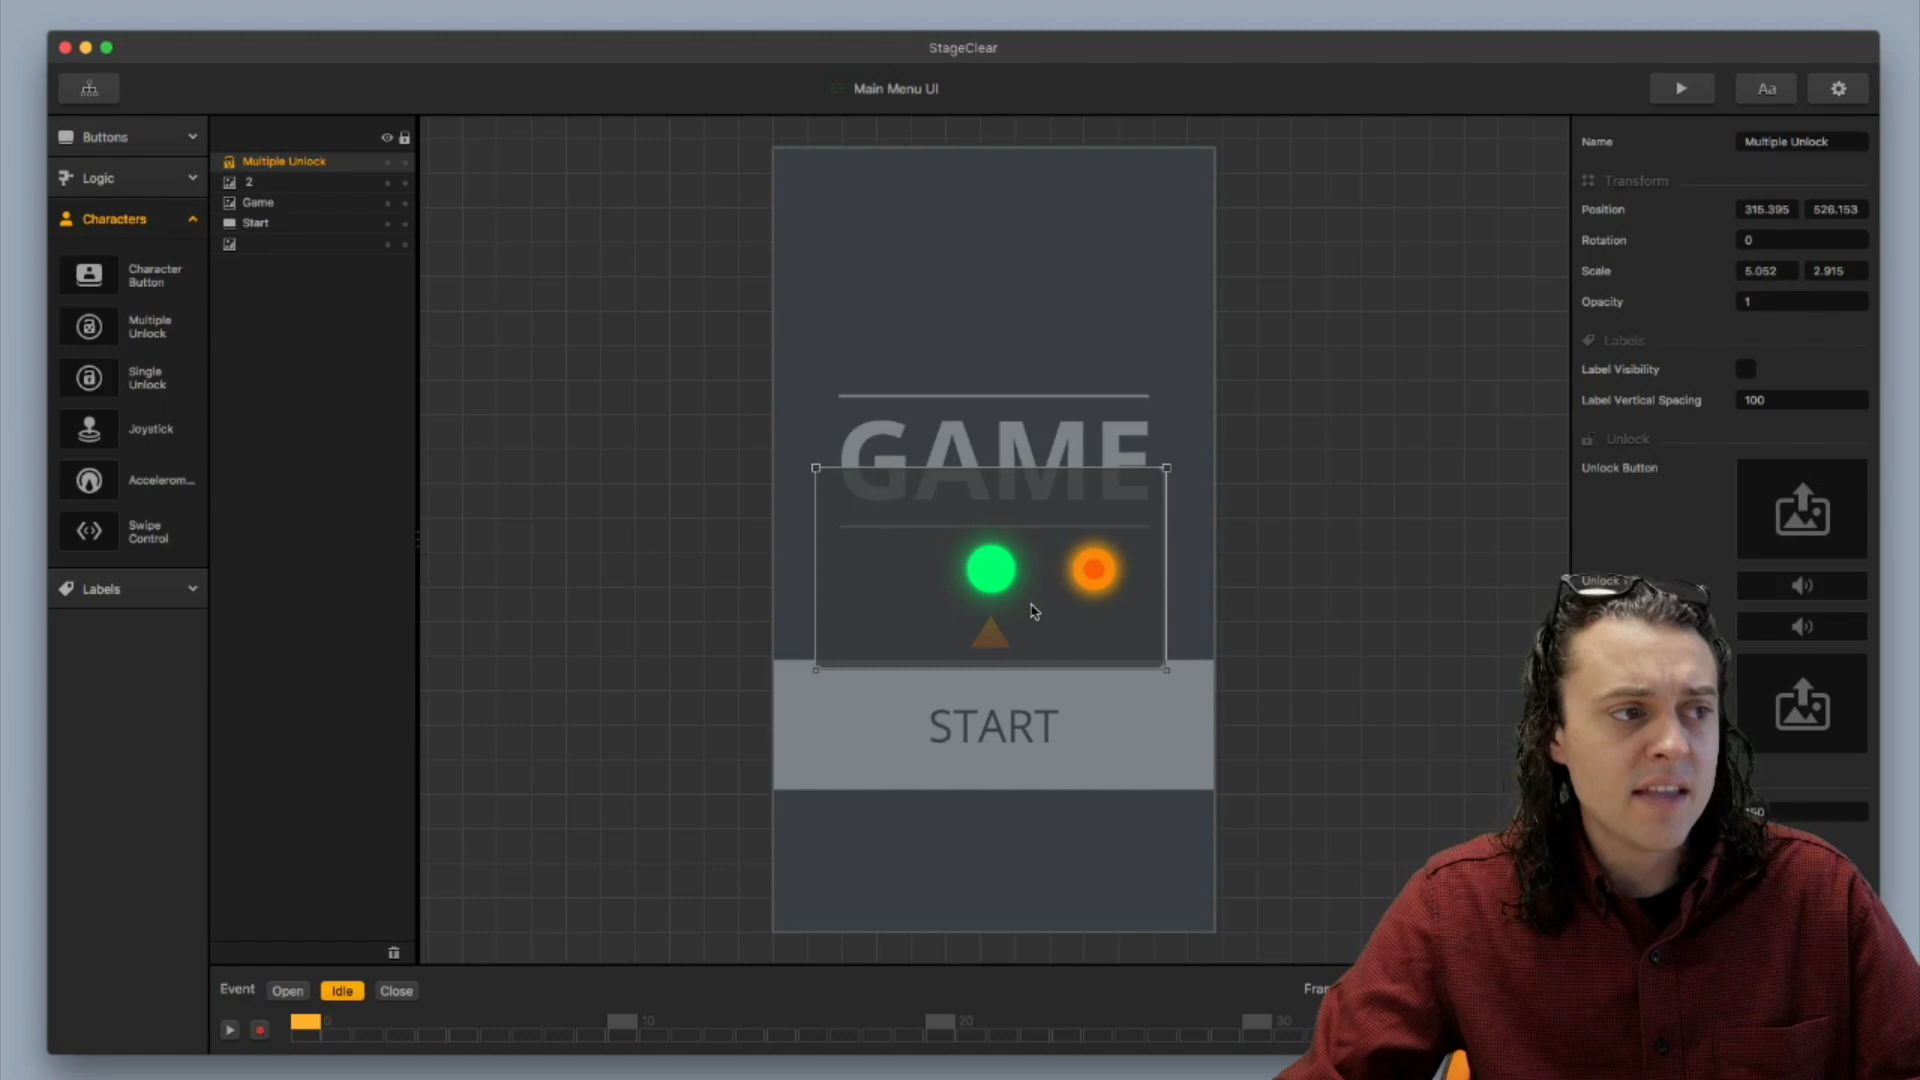 StageClear
Main Menu UI
Aa
Buttons
Logic
Characters
Character
Button
Multiple
Unlock
Single
Unlock
Joystick
Accelerom...
Swipe
Control
Labels
Multiple Unlock
2
Game
Start
GAME
START
Name
Multiple Unlock
Transform
Position
315.395
526.153
Rotation
0
Scale
5.052
2.915
Opacity
1
Labels
Label Visibility
Label Vertical Spacing
100
Unlock
Unlock Button
Unlock
Event
Open
Idle
Close
0
10
20
30